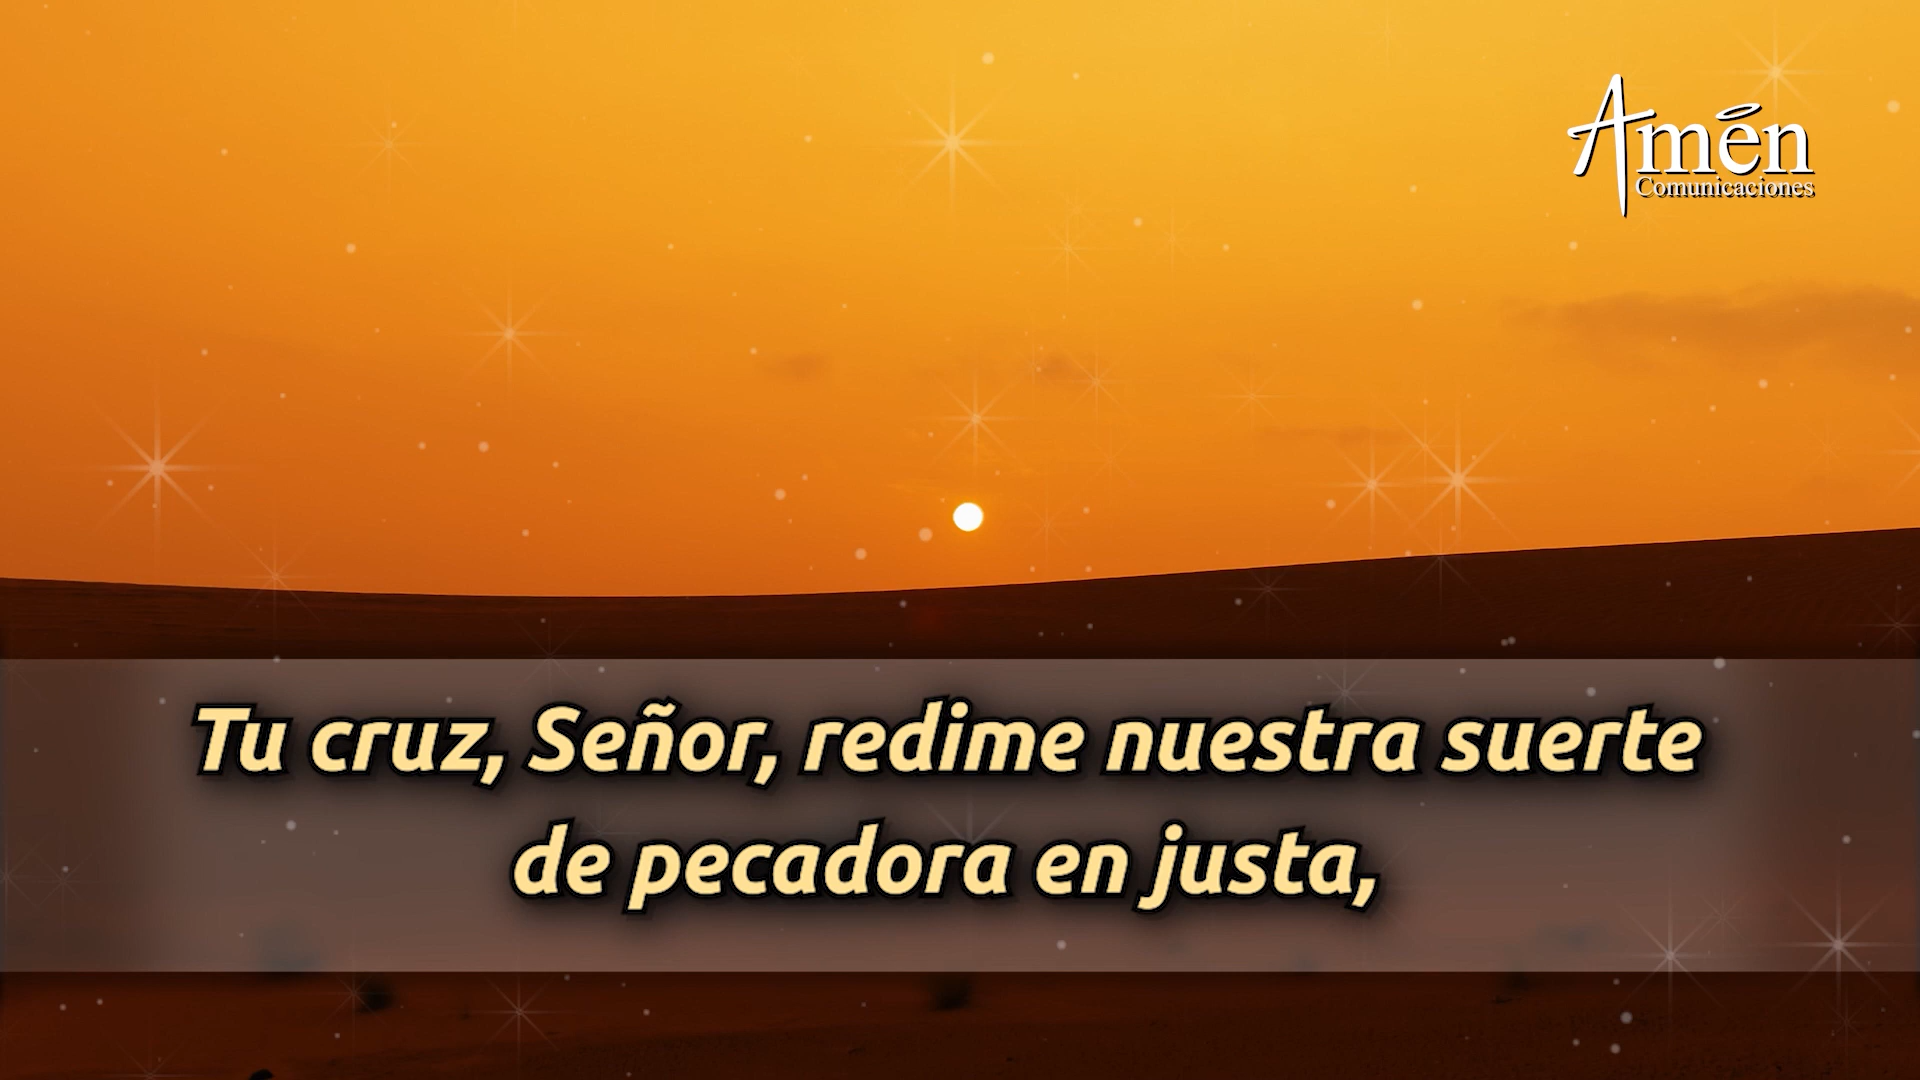 Amén
Comunicaciones
Tu cruz, Señor, redime nuestra suerte
de pecadora en justa,